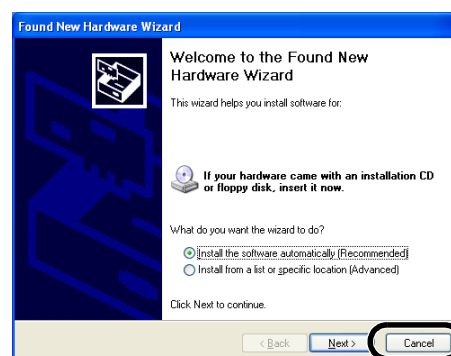 Found New Hardware Wizard
Welcome to the Found New
Hardware Wizard
This wizard helps you install software for:
If your hardware came with an installation CD
or floppy disk, insert it now.
What do you want the wizard to do?
Install the software automatically (Recommended)
Install from a list or specific location (Advanced)
Click Next to continue.
< Back Next > Cancel